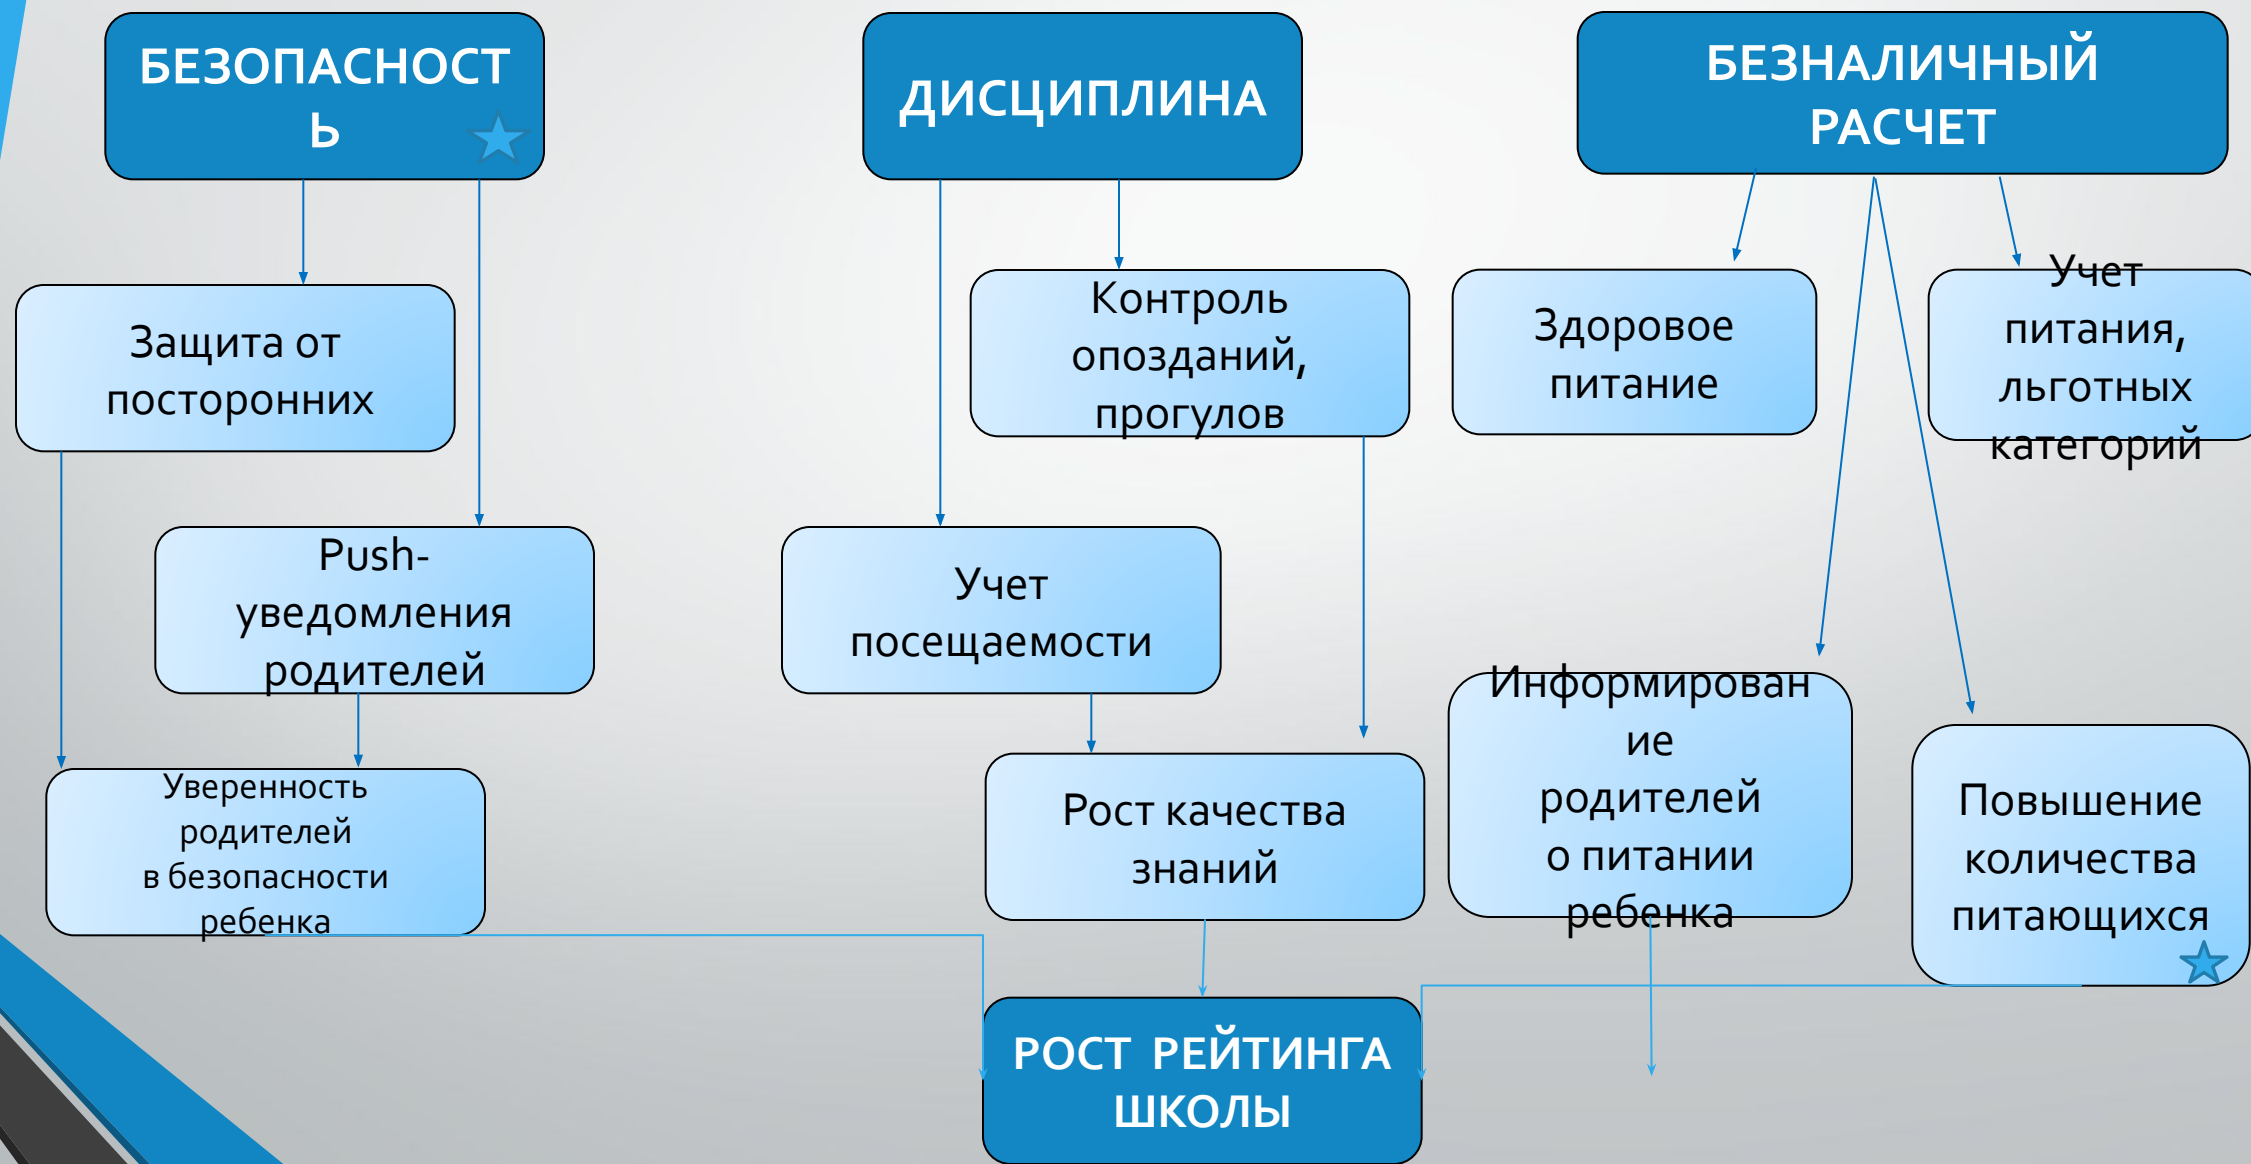 БЕЗОПАСНОСТ
Ь
ДИСЦИПЛИНА
БЕЗНАЛИЧНЫЙ
РАСЧЕТ
Защита от
посторонних
Контроль
опозданий,
прогулов
Здоровое
питание
Учет
питания,
льготных
категорий
Push-
уведомления
родителей
Учет
посещаемости
Информирован
ие
родителей
о питании
ребенка
Повышение
количества
питающихся
Уверенность
родителей
в безопасности
ребенка
Рост качества
знаний
РОСТ РЕЙТИНГА
ШКОЛЫ